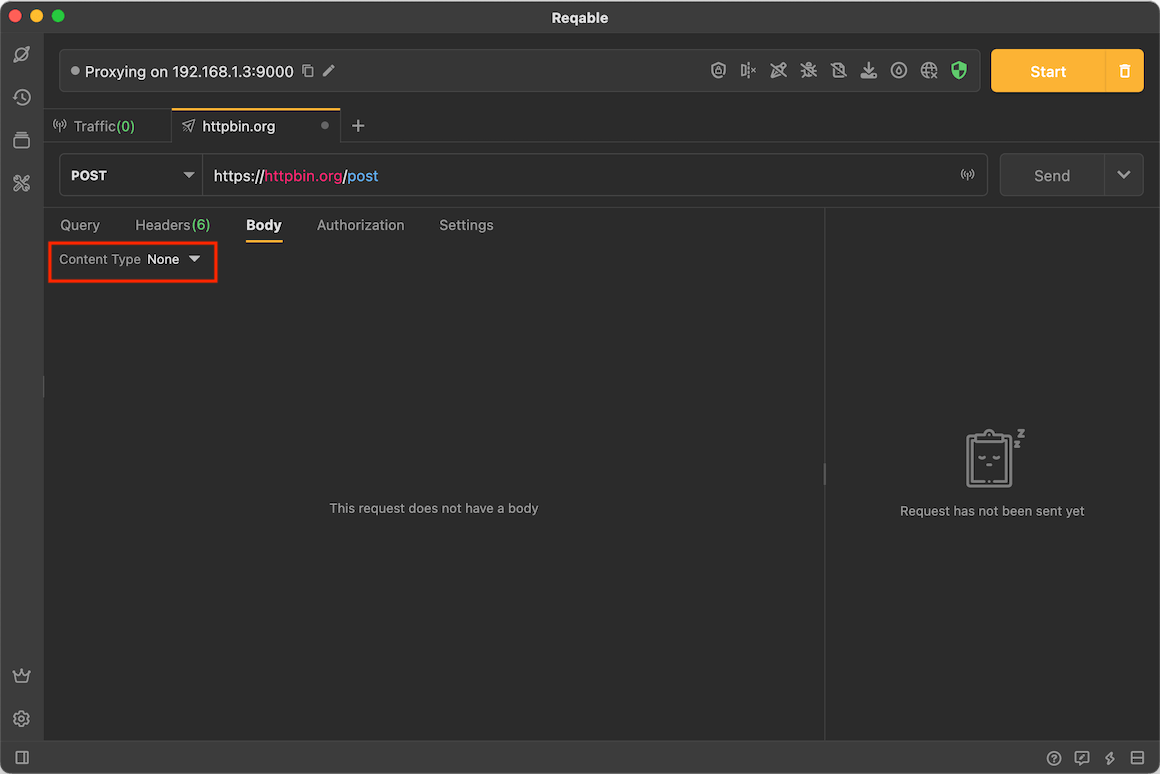 Reqable
Proxying on 192.168.1.3:9000
Start
Traffic(0)
httpbin.org
POST
https://httpbin.org/post
Send
Query
Headers(6)
Body
Authorization
Settings
Content Type None
This request does not have a body
z
z
Request has not been sent yet